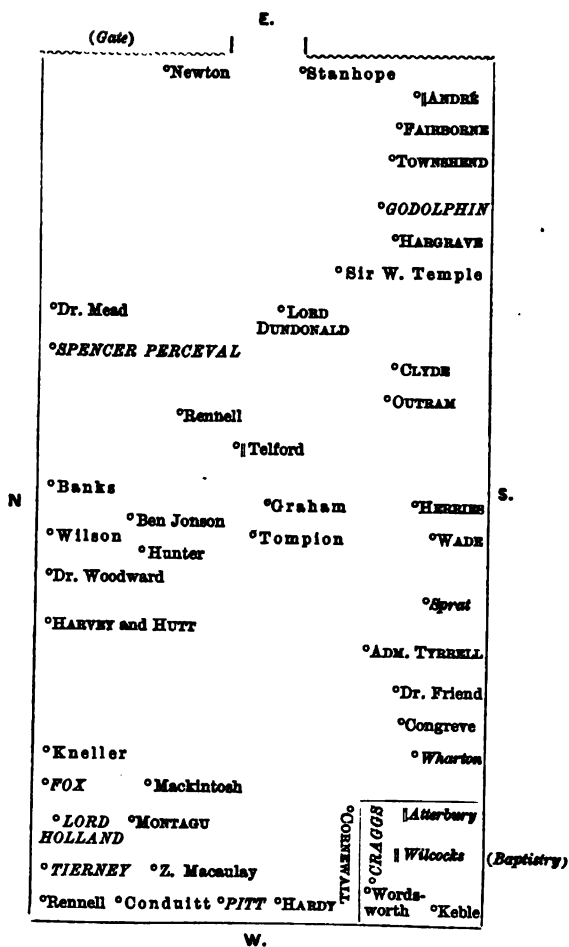 E.
(Gate)
°Newton °Stanhope
°‖ANDRÉ
°FAIRBORNE
°TOWNSHEND
°GODOLPHIN
°HARGRAVE
°Sir W. Temple
°Dr. Mead °LORD
DUNDONALD
°SPENCER PERCEVAL
°CLYDE
°OUTRAM
°Rennell
°‖Telford
°Banks
N S.
°Graham °HERRIES
°Ben Jonson
°Wilson °Tompion °WADE
°Hunter
°Dr. Woodward
°Sprat
°HARVEY and HUTT
°ADM. TYRRELL
°Dr. Friend
°Congreve
°Kneller °Wharton
°FOX °Mackintosh
°LORD °MONTAGU
HOLLAND
°CORNEWALL
°CRAGGS
‖Atterbury
‖Wilcocks (Baptistry)
°TIERNEY °Z. Macaulay
°Words-
°Rennell °Conduitt °PITT °HARDY
worth °Keble
W.